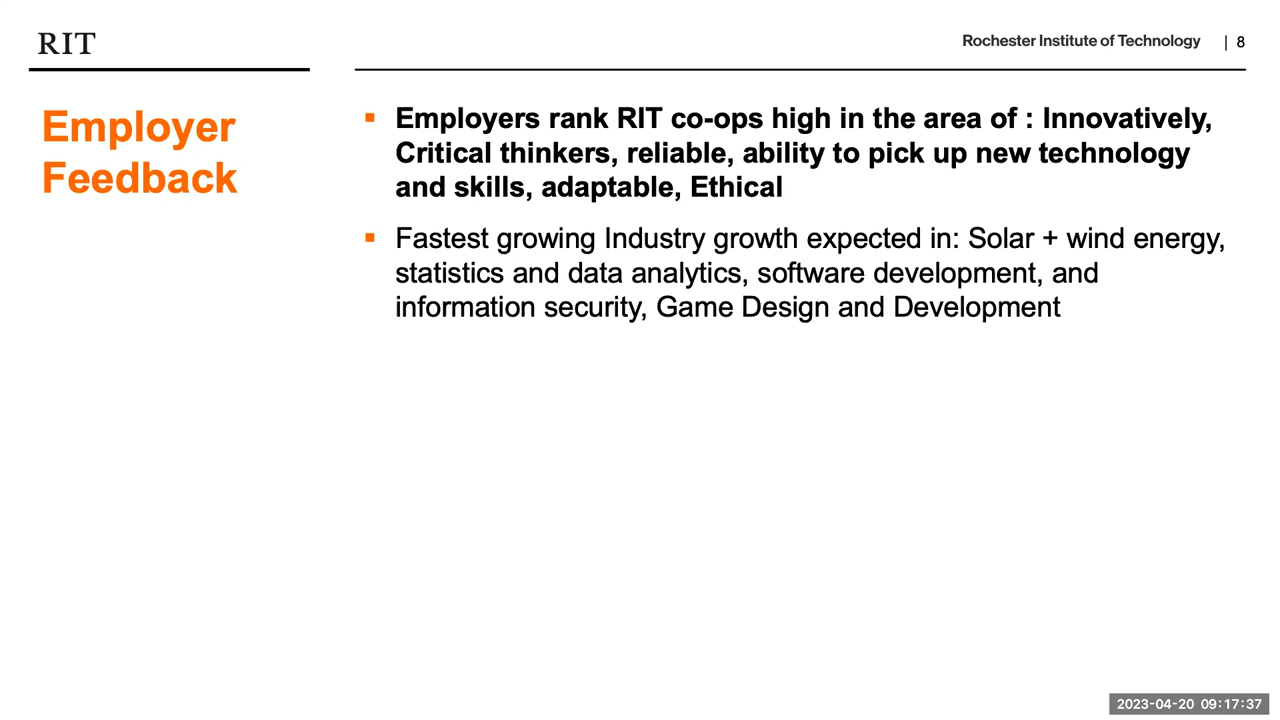 RIT
Rochester Institute of Technology | 8
Employer
Feedback
▪ Employers rank RIT co-ops high in the area of : Innovatively,
Critical thinkers, reliable, ability to pick up new technology
and skills, adaptable, Ethical
▪ Fastest growing Industry growth expected in: Solar + wind energy,
statistics and data analytics, software development, and
information security, Game Design and Development
2023-04-20 09:17:37